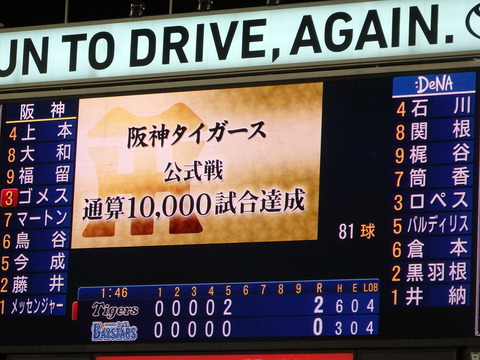 UN TO DRIVE, AGAIN.
阪神
4 上本
8 大和
9 福留
3 ゴメス
7 マートン
6 鳥谷
5 今成
2 藤井
1 メッセンジャー
阪神タイガース
公式戦
通算10,000試合達成
81球
:DeNA
4 石川
8 関根
9 梶谷
7 筒香
3 ロペス
5 バルディリス
6 倉本
2 黒羽根
1 井納
1:46 1 2 3 4 5 6 7 8 9 R H E LOB
Tigers 0 0 0 0 2 2 6 0 4
BAYSTARS 0 0 0 0 0 0 3 0 4